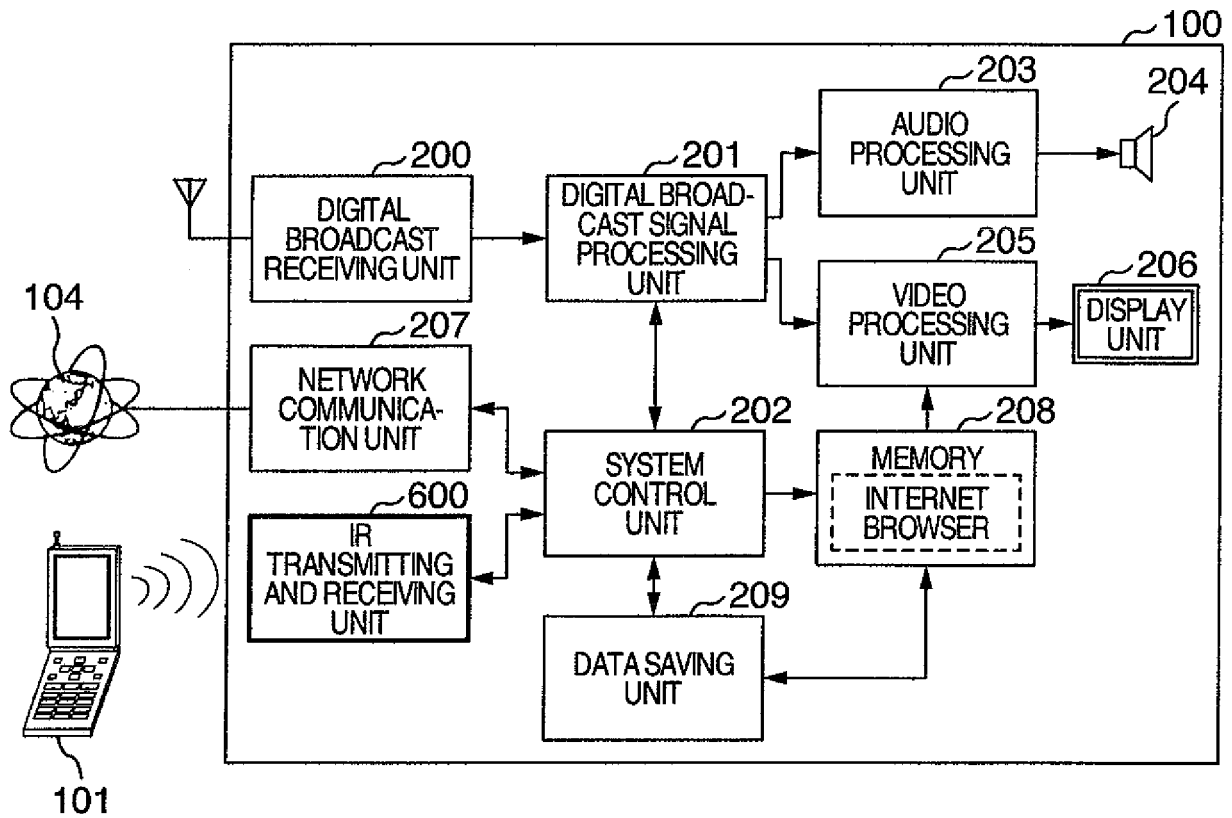 100
203
204
AUDIO
PROCESSING
UNIT
200
201
DIGITAL
BROADCAST
RECEIVING UNIT
DIGITAL BROAD-
CAST SIGNAL
PROCESSING
UNIT
205
206
VIDEO
PROCESSING
UNIT
DISPLAY
UNIT
104
207
NETWORK
COMMUNICA-
TION UNIT
202
208
SYSTEM
CONTROL
UNIT
MEMORY
INTERNET
BROWSER
600
IR
TRANSMITTING
AND RECEIVING
UNIT
209
DATA SAVING
UNIT
101